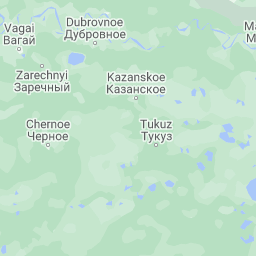 Vagai
Вагай
Dubrovnoe
Дубровное
Zarechnyi
Заречный
Kazanskoe
Казанское
Chernoe
Черное
Tukuz
Тукуз